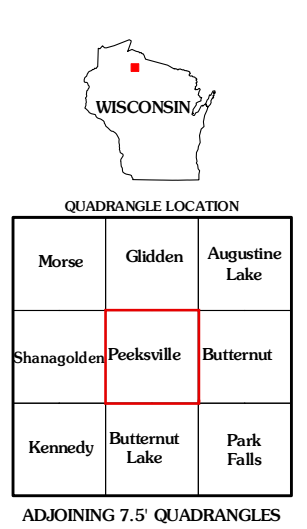 WISCONSIN
QUADRANGLE LOCATION
Morse
Glidden
Augustine
Lake
Shanagolden
Peeksville
Butternut
Kennedy
Butternut
Lake
Park
Falls
ADJOINING 7.5' QUADRANGLES